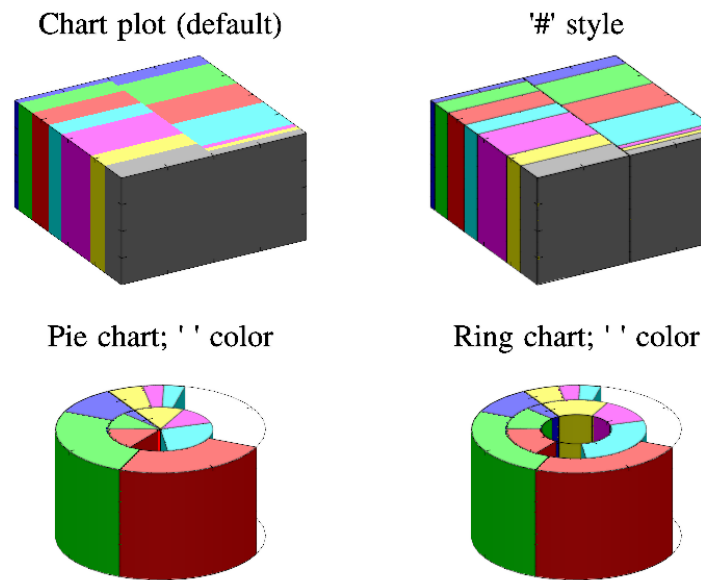 Chart plot (default)
'#' style
Pie chart; ' ' color
Ring chart; ' ' color